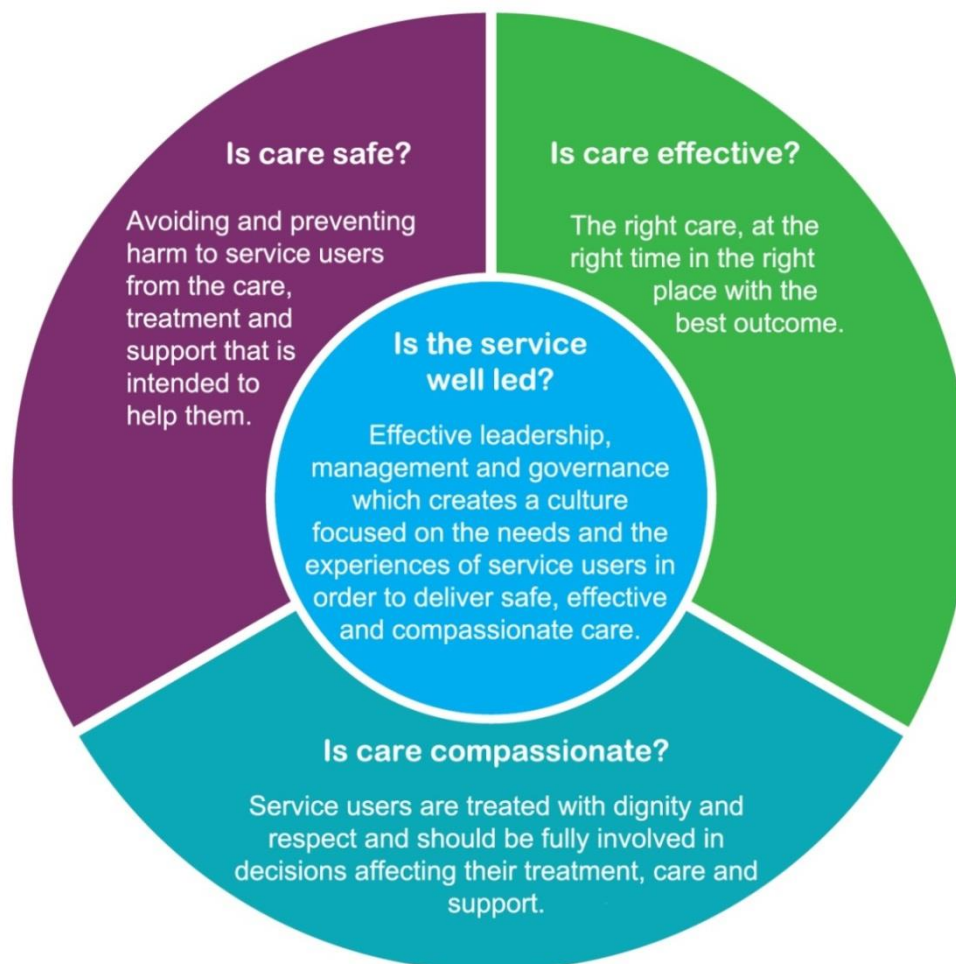 Is care safe?
Avoiding and preventing
harm to service users
from the care,
treatment and
support that is
intended to
help them.
Is care effective?
The right care, at the
right time in the right
place with the
best outcome.
Is the service
well led?
Effective leadership,
management and governance
which creates a culture
focused on the needs and the
experiences of service users in
order to deliver safe, effective
and compassionate care.
Is care compassionate?
Service users are treated with dignity and
respect and should be fully involved in
decisions affecting their treatment, care and
support.